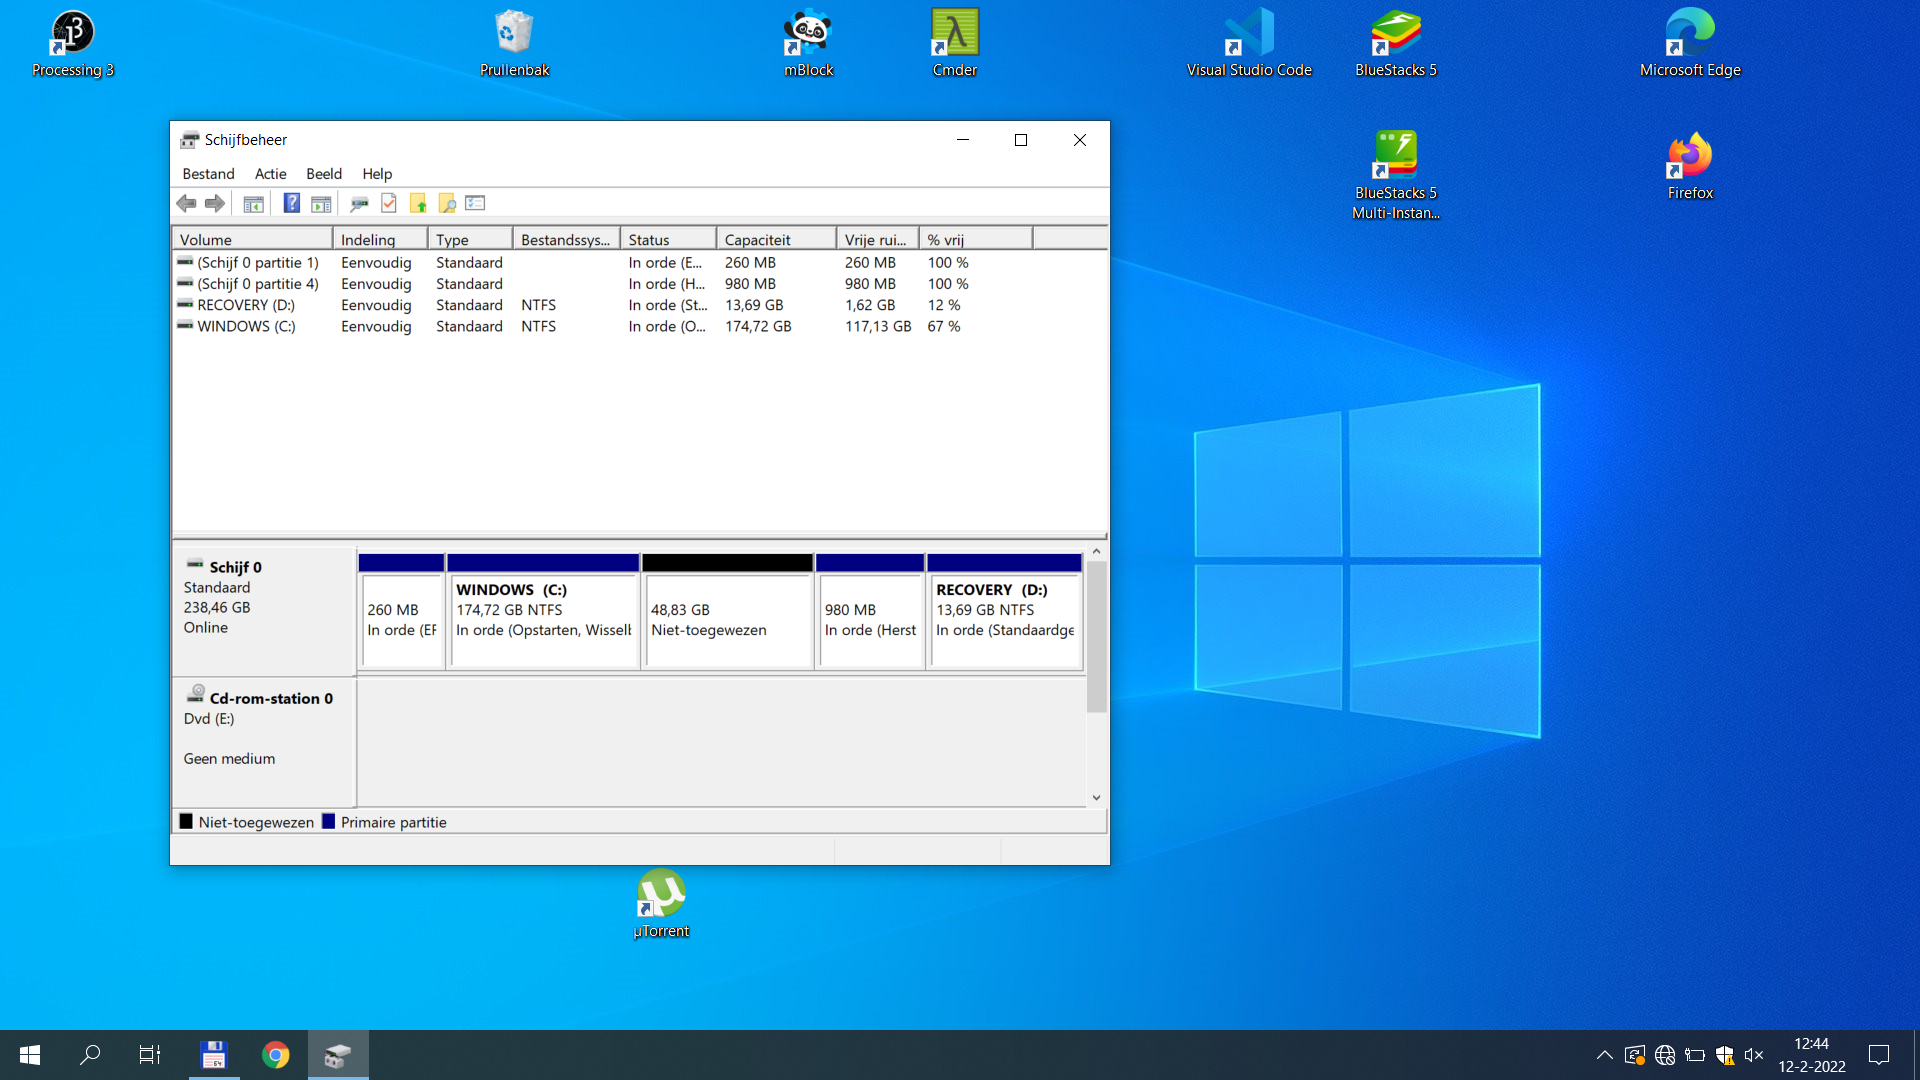 Processing 3
Prullenbak
mBlock
Cmder
Visual Studio Code
BlueStacks 5
Microsoft Edge
BlueStacks 5
Multi-Instan...
Firefox
Schijfbeheer
Bestand Actie Beeld Help
Volume Indeling Type Bestandssys... Status Capaciteit Vrije rui... % vrij
(Schijf 0 partitie 1) Eenvoudig Standaard In orde (E... 260 MB 260 MB 100 %
(Schijf 0 partitie 4) Eenvoudig Standaard In orde (H... 980 MB 980 MB 100 %
RECOVERY (D:) Eenvoudig Standaard NTFS In orde (St... 13,69 GB 1,62 GB 12 %
WINDOWS (C:) Eenvoudig Standaard NTFS In orde (O... 174,72 GB 117,13 GB 67 %
Schijf 0
Standaard
238,46 GB
Online
260 MB
In orde (EF
WINDOWS (C:)
174,72 GB NTFS
In orde (Opstarten, Wisselb
48,83 GB
Niet-toegewezen
980 MB
In orde (Herst
RECOVERY (D:)
13,69 GB NTFS
In orde (Standaardge
Cd-rom-station 0
Dvd (E:)
Geen medium
Niet-toegewezen Primaire partitie
µTorrent
64
12:44
12-2-2022